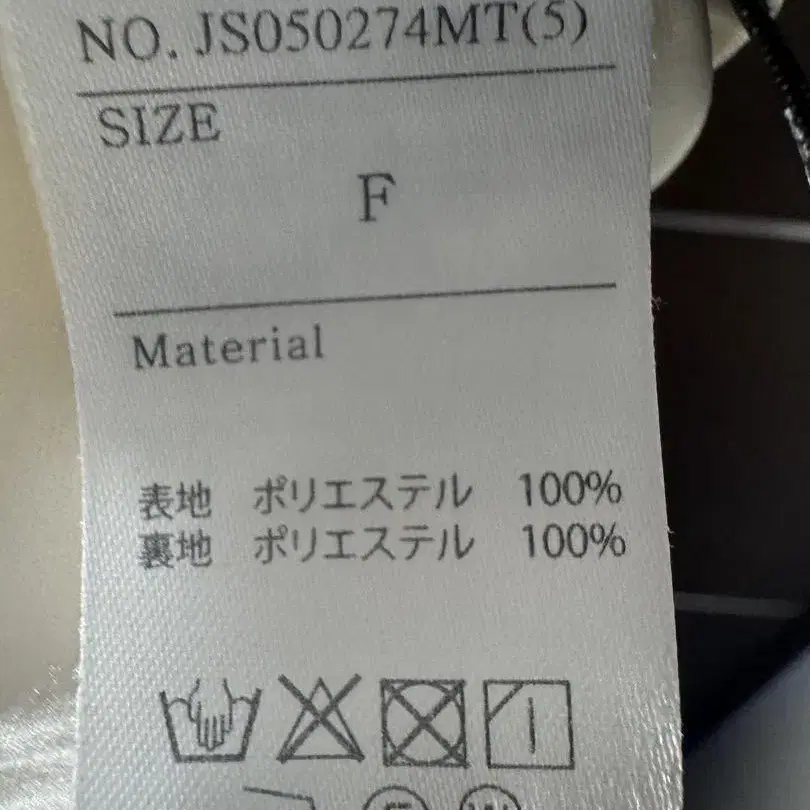 NO. JS050274MT(5)
SIZE
F
Material
表地 ポリエステル 100%
裏地 ポリエステル 100%